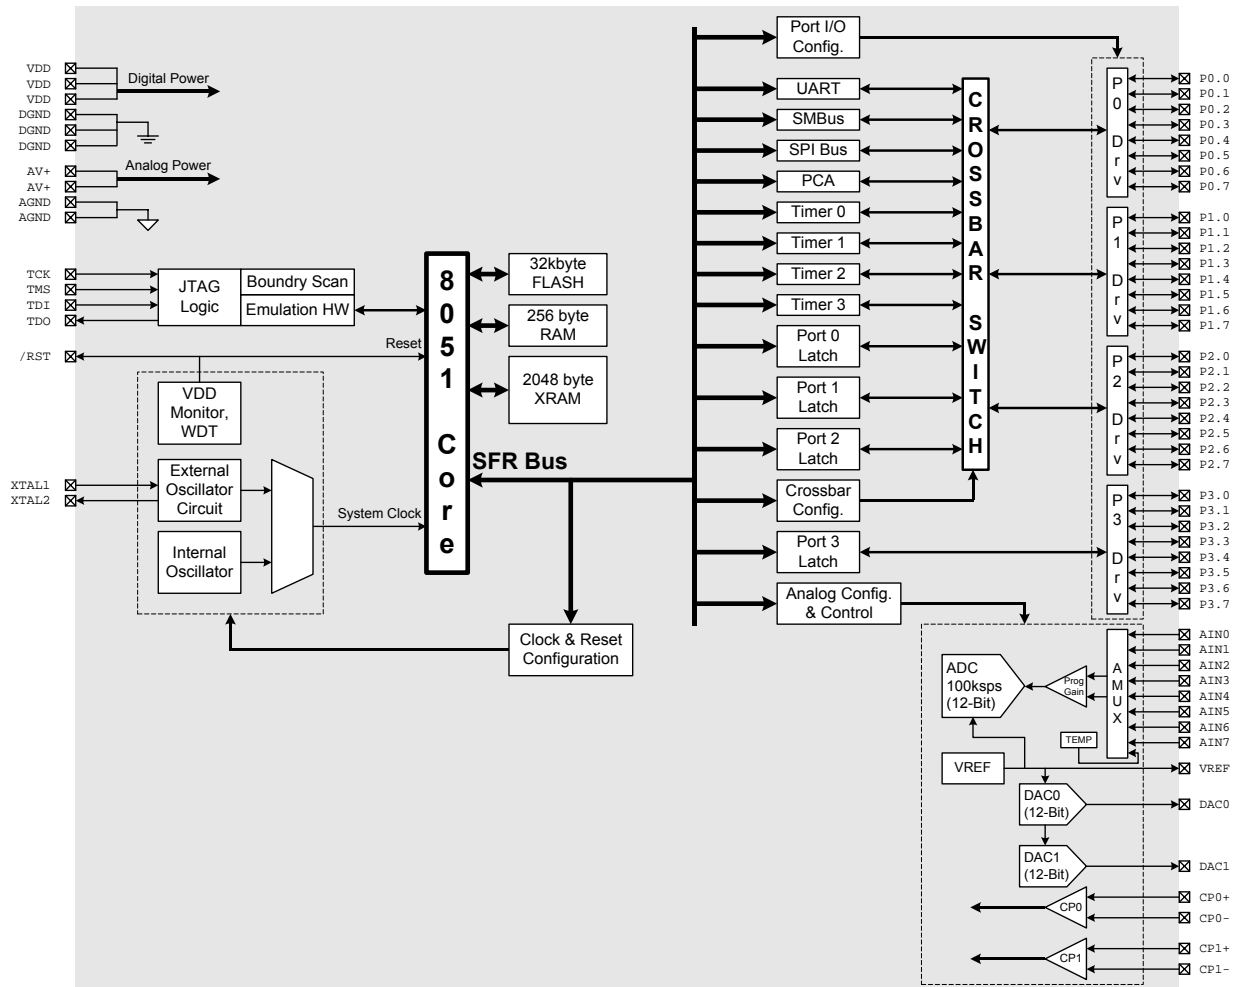 VDD
VDD
VDD
DGND
DGND
DGND
Digital Power
AV+
AV+
AGND
AGND
Analog Power
TCK
TMS
TDI
TDO
JTAG
Logic
Boundry Scan
Emulation HW
/RST
Reset
VDD
Monitor,
WDT
XTAL1
XTAL2
External
Oscillator
Circuit
Internal
Oscillator
System Clock
8051 Core
32kbyte
FLASH
256 byte
RAM
2048 byte
XRAM
SFR Bus
Clock & Reset
Configuration
Port I/O
Config.
UART
SMBus
SPI Bus
PCA
Timer 0
Timer 1
Timer 2
Timer 3
Port 0
Latch
Port 1
Latch
Port 2
Latch
Crossbar
Config.
Port 3
Latch
Analog Config.
& Control
CROSSBAR SWITCH
P0 Drv
P1 Drv
P2 Drv
P3 Drv
P0.0
P0.1
P0.2
P0.3
P0.4
P0.5
P0.6
P0.7
P1.0
P1.1
P1.2
P1.3
P1.4
P1.5
P1.6
P1.7
P2.0
P2.1
P2.2
P2.3
P2.4
P2.5
P2.6
P2.7
P3.0
P3.1
P3.2
P3.3
P3.4
P3.5
P3.6
P3.7
ADC
100ksps
(12-Bit)
Prog
Gain
AMUX
TEMP
VREF
DAC0
(12-Bit)
DAC1
(12-Bit)
CP0
CP1
AIN0
AIN1
AIN2
AIN3
AIN4
AIN5
AIN6
AIN7
VREF
DAC0
DAC1
CP0+
CP0-
CP1+
CP1-